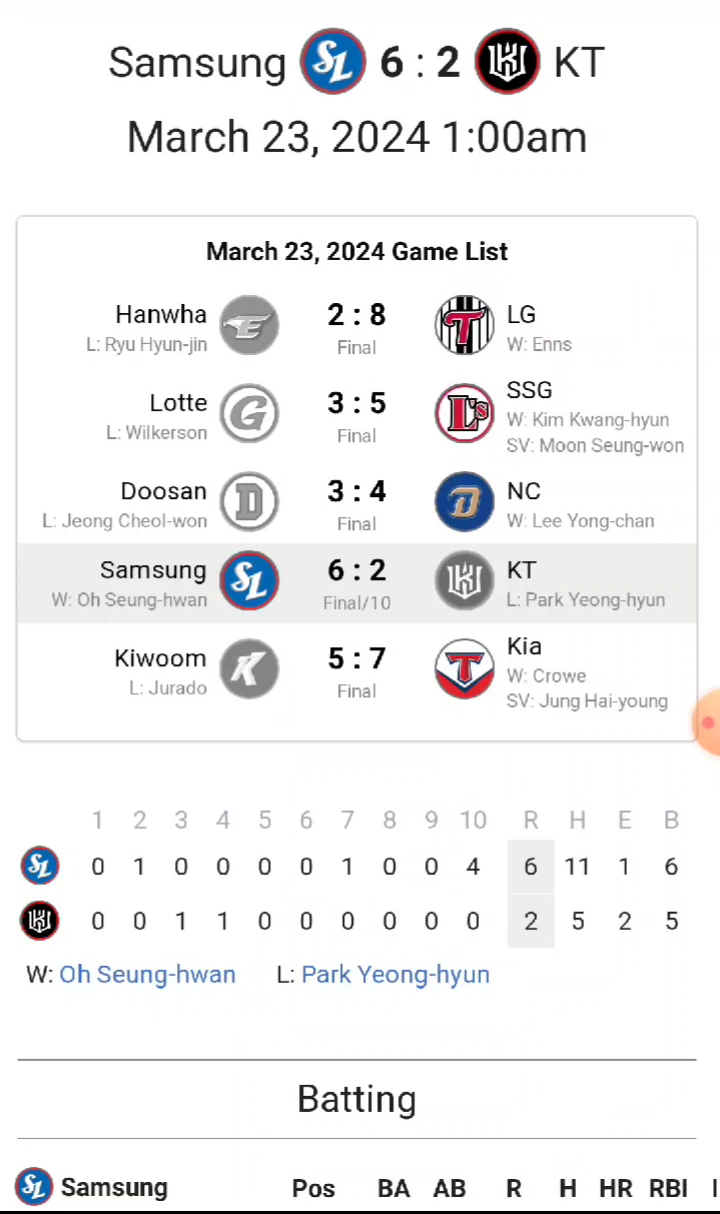 Samsung 6 : 2 KT
March 23, 2024 1:00am
March 23, 2024 Game List
Hanwha 2 : 8 LG
L: Ryu Hyun-jin Final W: Enns
Lotte 3 : 5 SSG
L: Wilkerson Final W: Kim Kwang-hyun
SV: Moon Seung-won
Doosan 3 : 4 NC
L: Jeong Cheol-won Final W: Lee Yong-chan
Samsung 6 : 2 KT
W: Oh Seung-hwan Final/10 L: Park Yeong-hyun
Kiwoom 5 : 7 Kia
L: Jurado Final W: Crowe
SV: Jung Hai-young
1 2 3 4 5 6 7 8 9 10 R H E B
0 1 0 0 0 0 1 0 0 4 6 11 1 6
0 0 1 1 0 0 0 0 0 0 2 5 2 5
W: Oh Seung-hwan L: Park Yeong-hyun
Batting
Samsung Pos BA AB R H HR RBI